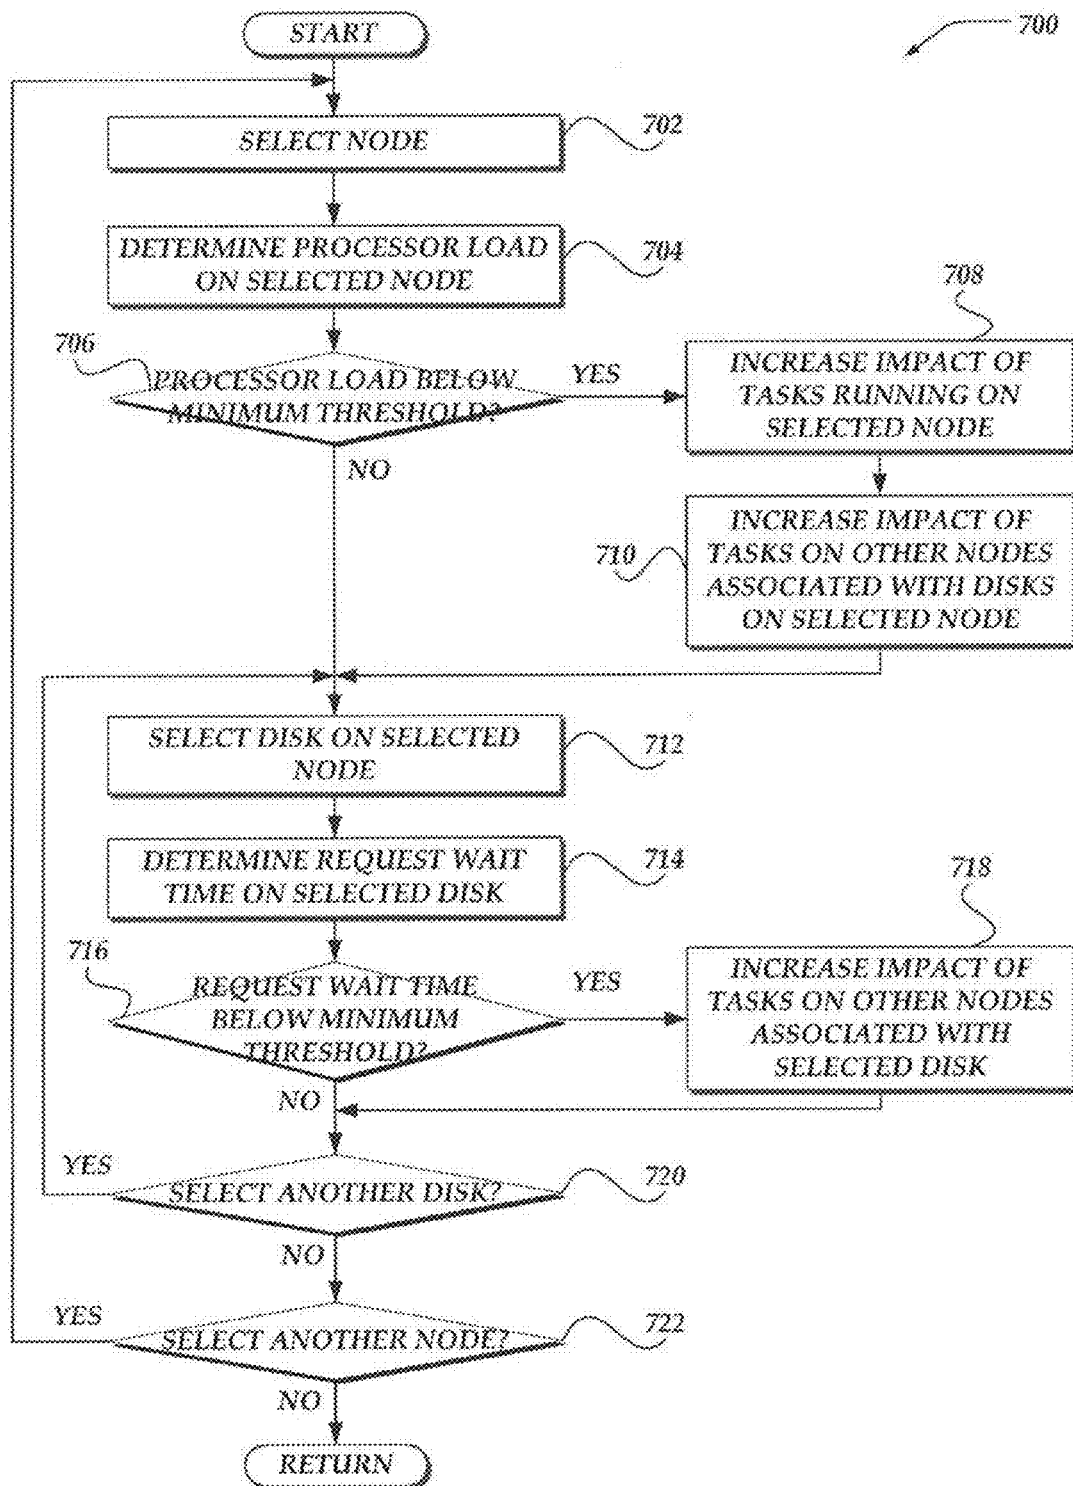 START
700
SELECT NODE
702
DETERMINE PROCESSOR LOAD
ON SELECTED NODE
704
706
PROCESSOR LOAD BELOW
MINIMUM THRESHOLD?
YES
NO
708
INCREASE IMPACT OF
TASKS RUNNING ON
SELECTED NODE
710
INCREASE IMPACT OF
TASKS ON OTHER NODES
ASSOCIATED WITH DISKS
ON SELECTED NODE
SELECT DISK ON SELECTED
NODE
712
DETERMINE REQUEST WAIT
TIME ON SELECTED DISK
714
716
REQUEST WAIT TIME
BELOW MINIMUM
THRESHOLD?
YES
NO
718
INCREASE IMPACT OF
TASKS ON OTHER NODES
ASSOCIATED WITH
SELECTED DISK
YES
SELECT ANOTHER DISK?
720
NO
YES
SELECT ANOTHER NODE?
722
NO
RETURN